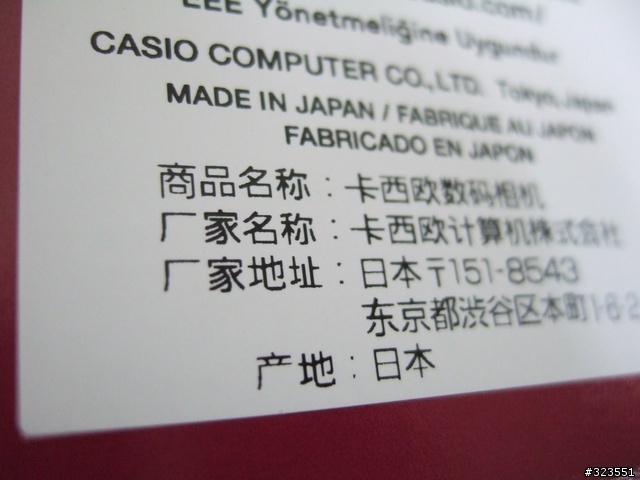 EEE Yönetmeliğine Uygundur
CASIO COMPUTER CO.,LTD. Tokyo, Japan
MADE IN JAPAN / FABRIQUE AU JAPON
FABRICADO EN JAPON
商品名称：卡西欧数码相机
厂家名称：卡西欧计算机株式会社
厂家地址：日本〒151-8543
东京都渋谷区本町1-6-2
产地：日本
#323551